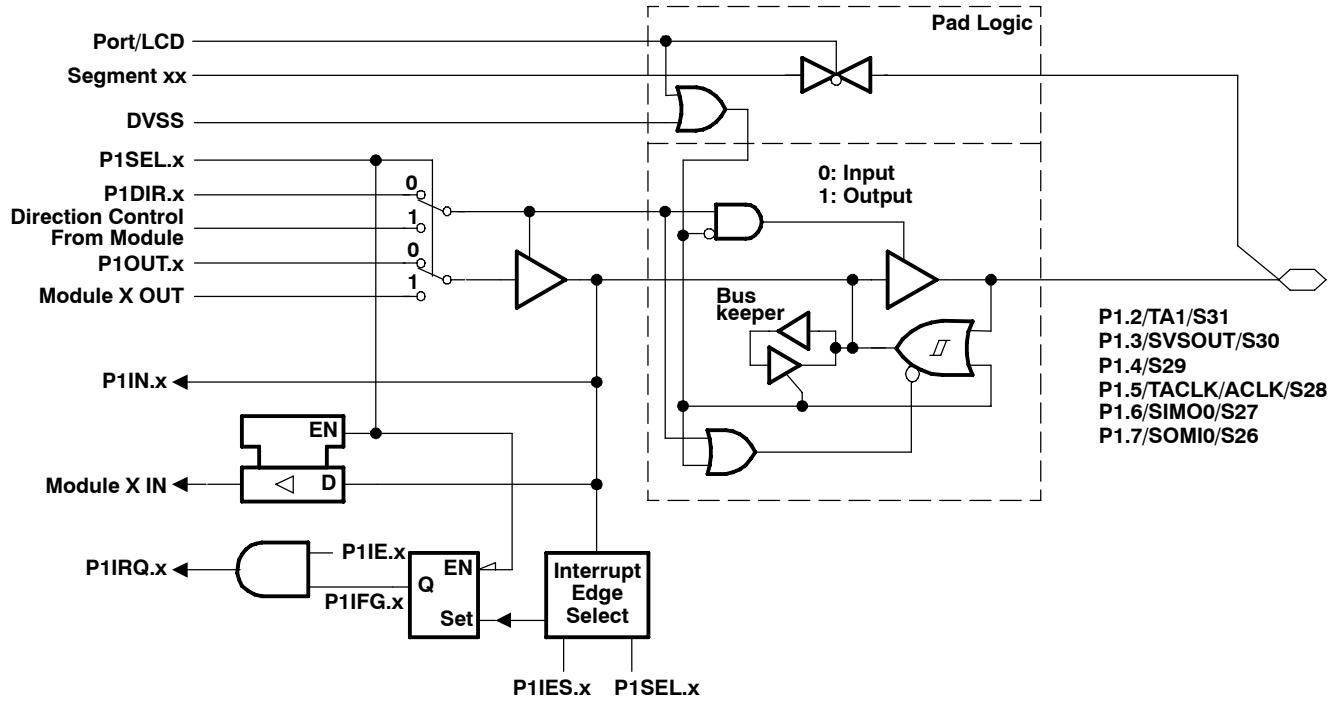 Pad Logic
Port/LCD
Segment xx
DVSS
P1SEL.x
P1DIR.x
0
Direction Control
From Module
1
P1OUT.x
0
Module X OUT
1
0: Input
1: Output
Bus
keeper
P1.2/TA1/S31
P1.3/SVSOUT/S30
P1.4/S29
P1.5/TACLK/ACLK/S28
P1.6/SIMO0/S27
P1.7/SOMI0/S26
P1IN.x
EN
Module X IN
D
P1IRQ.x
P1IE.x
P1IFG.x
EN
Q
Set
Interrupt
Edge
Select
P1IES.x
P1SEL.x